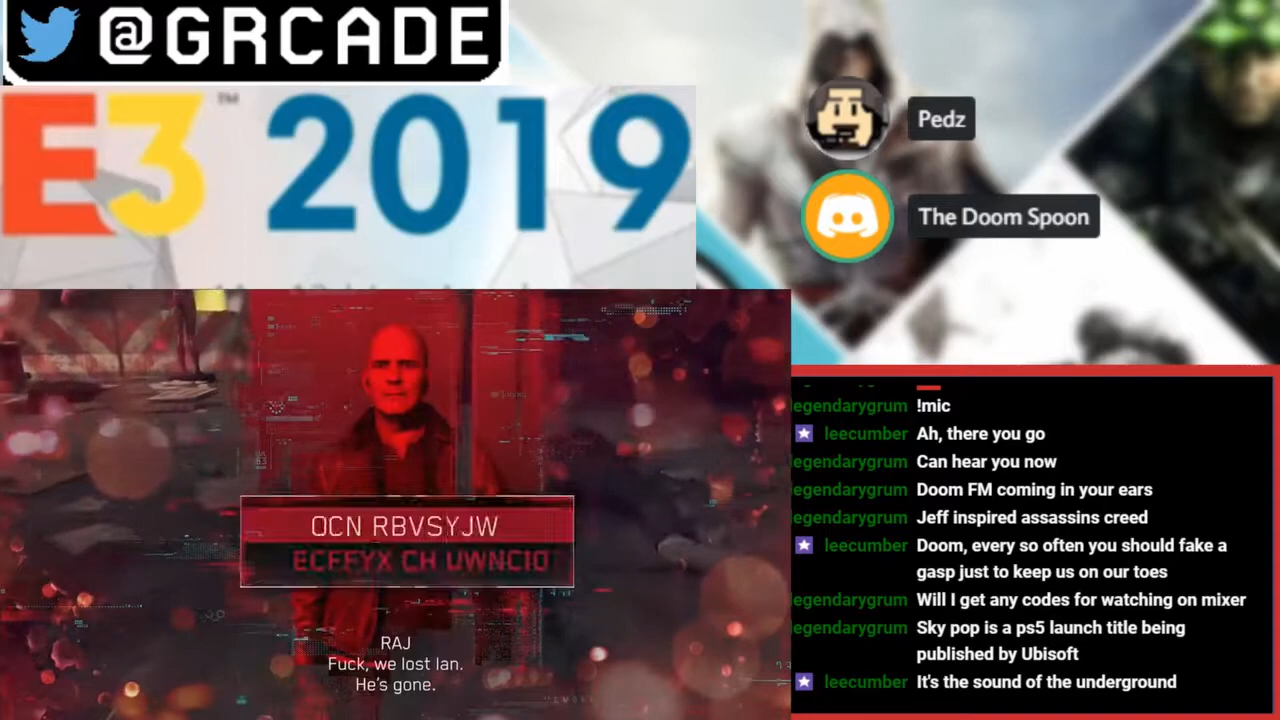 @GRCADE
E3™ 2019
Pedz
The Doom Spoon
OCN RBVSYJW
ECFFYX CH UWNCIO
RAJ
Fuck, we lost Ian.
He's gone.
egendarygrum !mic
leecumber Ah, there you go
egendarygrum Can hear you now
egendarygrum Doom FM coming in your ears
egendarygrum Jeff inspired assassins creed
leecumber Doom, every so often you should fake a
gasp just to keep us on our toes
egendarygrum Will I get any codes for watching on mixer
egendarygrum Sky pop is a ps5 launch title being
published by Ubisoft
leecumber It's the sound of the underground